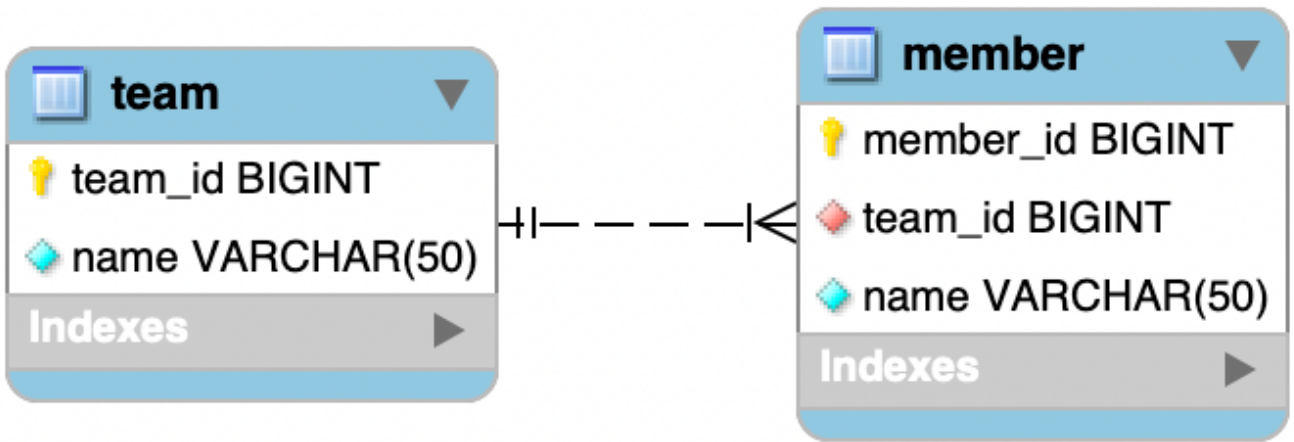 team
team_id BIGINT
name VARCHAR(50)
Indexes
member
member_id BIGINT
team_id BIGINT
name VARCHAR(50)
Indexes